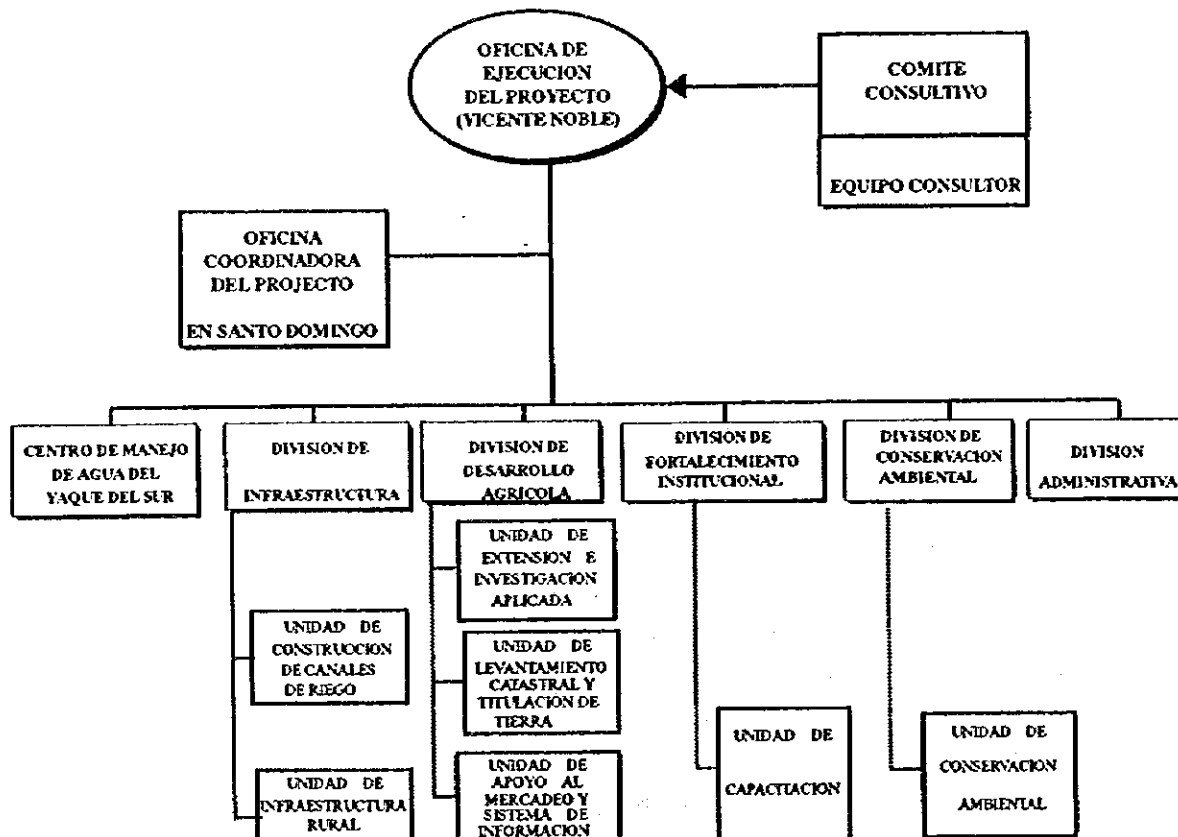 OFICINA DE
EJECUCION
DEL PROYECTO
(VICENTE NOBLE)
COMITE
CONSULTIVO
EQUIPO CONSULTOR
OFICINA
COORDINADORA
DEL PROJECTO
EN SANTO DOMINGO
CENTRO DE MANEJO
DE AGUA DEL
YAQUE DEL SUR
DIVISION DE
INFRAESTRUCTURA
DIVISION DE
DESARROLLO
AGRICOLA
DIVISION DE
FORTALECIMIENTO
INSTITUCIONAL
DIVISION DE
CONSERVACION
AMBIENTAL
DIVISION
ADMINISTRATIVA
UNIDAD DE
CONSTRUCCION
DE CANALES
DE RIEGO
UNIDAD DE
INFRAESTRUCTURA
RURAL
UNIDAD DE
EXTENSION E
INVESTIGACION
APLICADA
UNIDAD DE
LEVANTAMIENTO
CATASTRAL Y
TITULACION DE
TIERRA
UNIDAD DE
APOYO AL
MERCADEO Y
SISTEMA DE
INFORMACION
UNIDAD DE
CAPACITACION
UNIDAD DE
CONSERVACION
AMBIENTAL